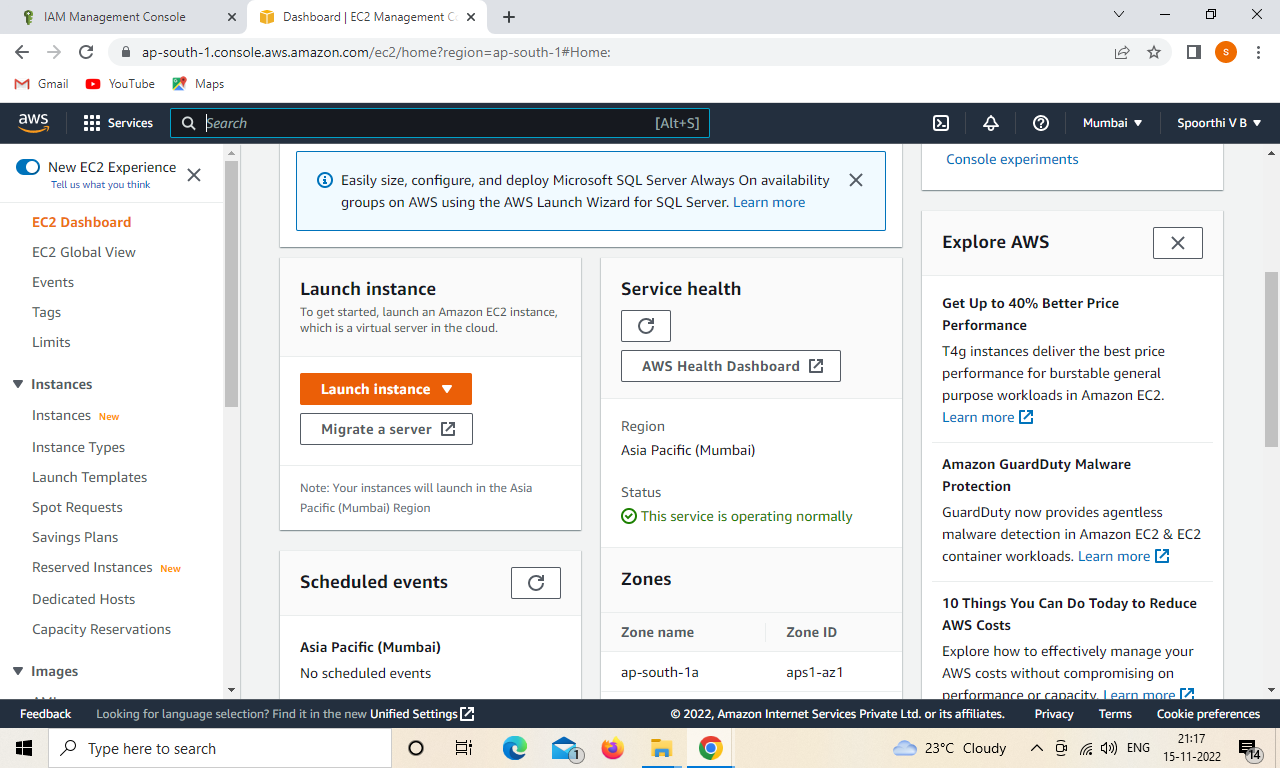 IAM Management Console
Dashboard | EC2 Management Co
ap-south-1.console.aws.amazon.com/ec2/home?region=ap-south-1#Home:
S
Gmail
YouTube
Maps
aws
Services
Search
[Alt+S]
Mumbai
Spoorthi V B
New EC2 Experience
Tell us what you think
EC2 Dashboard
EC2 Global View
Events
Tags
Limits
Instances
Instances New
Instance Types
Launch Templates
Spot Requests
Savings Plans
Reserved Instances New
Dedicated Hosts
Capacity Reservations
Images
Easily size, configure, and deploy Microsoft SQL Server Always On availability
groups on AWS using the AWS Launch Wizard for SQL Server. Learn more
Launch instance
To get started, launch an Amazon EC2 instance,
which is a virtual server in the cloud.
Launch instance
Migrate a server
Note: Your instances will launch in the Asia
Pacific (Mumbai) Region
Scheduled events
Asia Pacific (Mumbai)
No scheduled events
Service health
AWS Health Dashboard
Region
Asia Pacific (Mumbai)
Status
This service is operating normally
Zones
Zone name
Zone ID
ap-south-1a
aps1-az1
Console experiments
Explore AWS
Get Up to 40% Better Price
Performance
T4g instances deliver the best price
performance for burstable general
purpose workloads in Amazon EC2.
Learn more
Amazon GuardDuty Malware
Protection
GuardDuty now provides agentless
malware detection in Amazon EC2 & EC2
container workloads. Learn more
10 Things You Can Do Today to Reduce
AWS Costs
Explore how to effectively manage your
AWS costs without compromising on
performance or capacity. Learn more
Feedback
Looking for language selection? Find it in the new Unified Settings
© 2022, Amazon Internet Services Private Ltd. or its affiliates.
Privacy
Terms
Cookie preferences
Type here to search
1
23°C Cloudy
ENG
21:17
15-11-2022
14